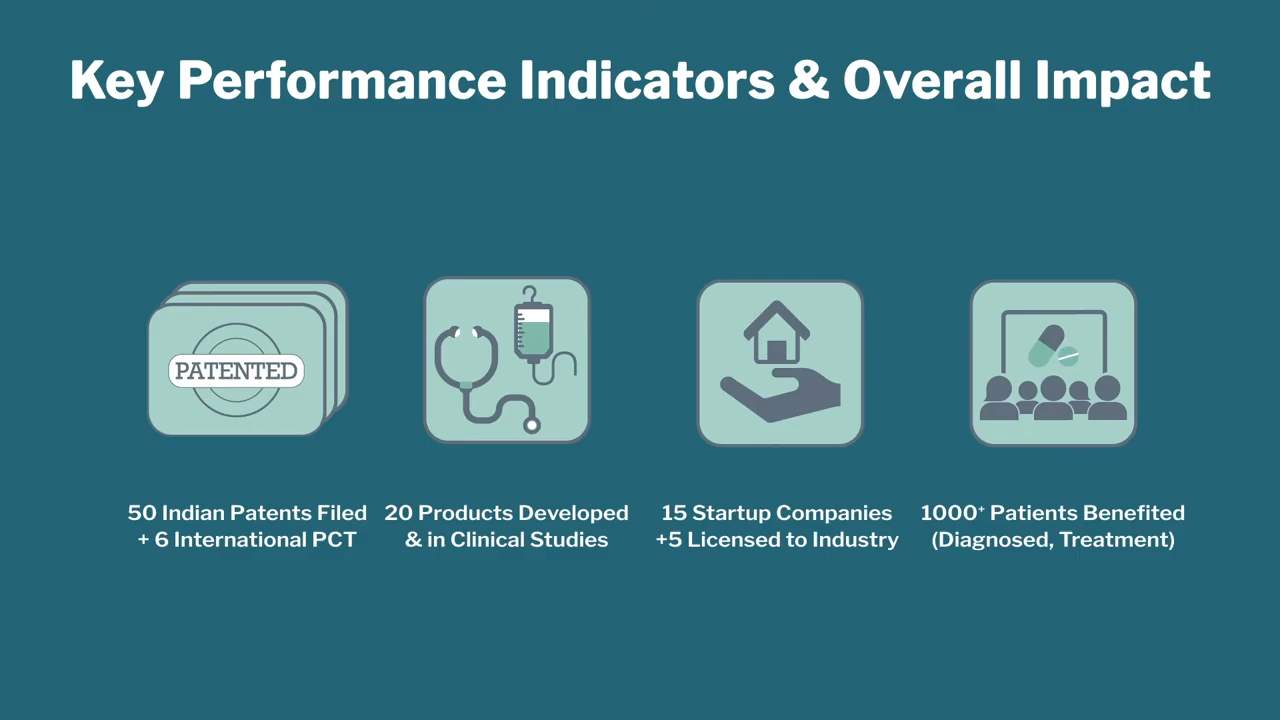 Key Performance Indicators & Overall Impact
PATENTED
50 Indian Patents Filed
+ 6 International PCT
20 Products Developed
& in Clinical Studies
15 Startup Companies
+5 Licensed to Industry
1000⁺ Patients Benefited
(Diagnosed, Treatment)